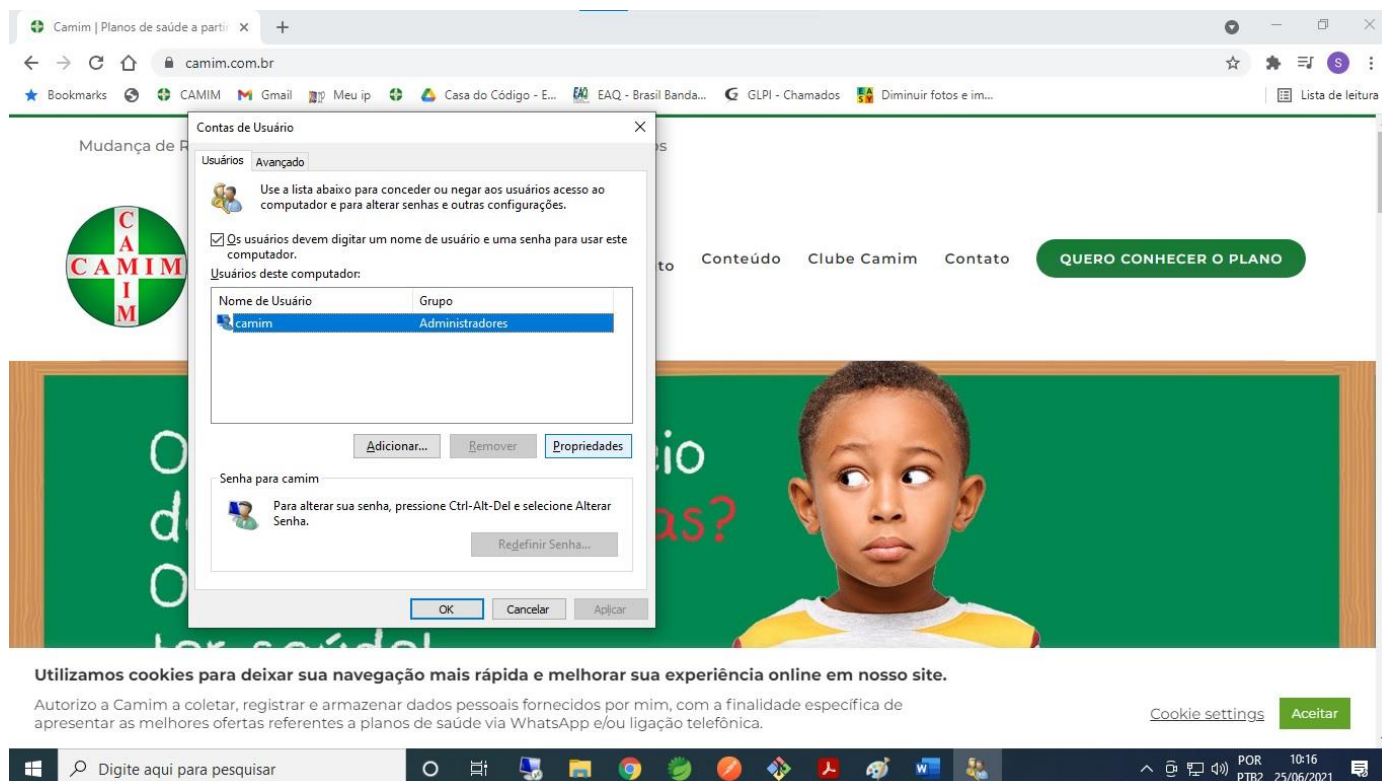 Camim | Planos de saúde a parti
camim.com.br
Bookmarks CAMIM Gmail Meu ip Casa do Código - E... EAQ - Brasil Banda... GLPI - Chamados Diminuir fotos e im... Lista de leitura
S
Mudança de R
os
Contas de Usuário
Usuários Avançado
Use a lista abaixo para conceder ou negar aos usuários acesso ao
computador e para alterar senhas e outras configurações.
Os usuários devem digitar um nome de usuário e uma senha para usar este
computador.
Usuários deste computador:
Nome de Usuário Grupo
camim Administradores
Adicionar... Remover Propriedades
Senha para camim
Para alterar sua senha, pressione Ctrl-Alt-Del e selecione Alterar
Senha.
Redefinir Senha...
OK Cancelar Aplicar
CAMIM
CAMIM
to Conteúdo Clube Camim Contato QUERO CONHECER O PLANO
O eio
d as?
O
ter saúde!
Utilizamos cookies para deixar sua navegação mais rápida e melhorar sua experiência online em nosso site.
Autorizo a Camim a coletar, registrar e armazenar dados pessoais fornecidos por mim, com a finalidade específica de
apresentar as melhores ofertas referentes a planos de saúde via WhatsApp e/ou ligação telefônica.
Cookie settings Aceitar
Digite aqui para pesquisar
POR 10:16
PTB2 25/06/2021